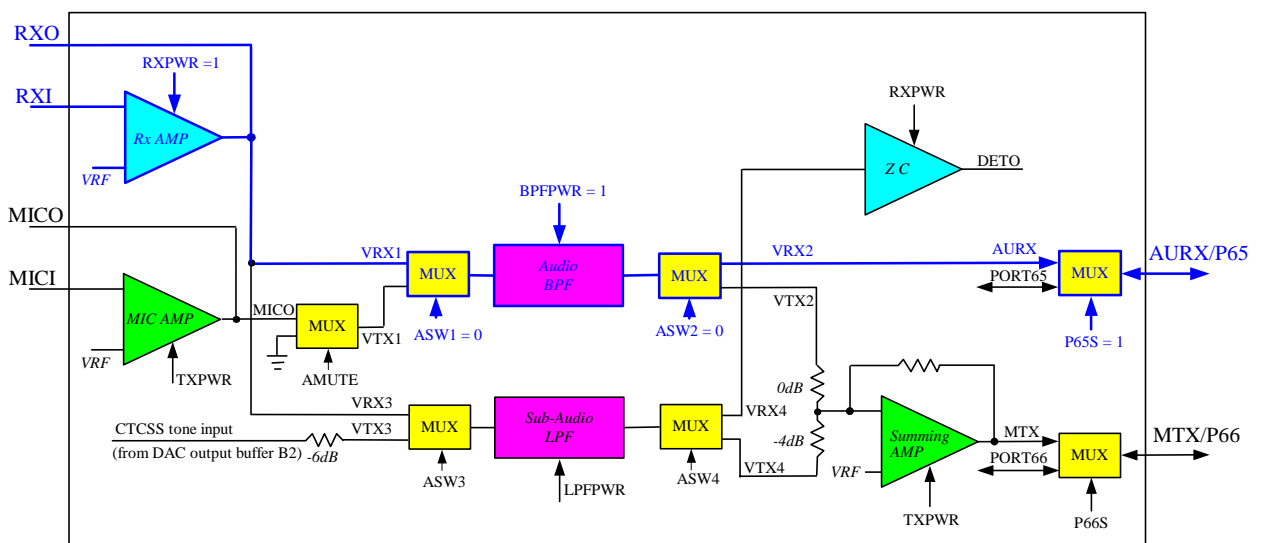 RXO
RXPWR =1
RXI
Rx AMP
VRF
RXPWR
Z C
DETO
MICO
MICI
MIC AMP
VRF
TXPWR
MICO
MUX
VTX1
AMUTE
VRX1
MUX
ASW1 = 0
BPFPWR = 1
Audio
BPF
MUX
ASW2 = 0
VRX2
VTX2
AURX
PORT65
MUX
P65S = 1
AURX/P65
VRX3
VTX3
CTCSS tone input
(from DAC output buffer B2)
-6dB
MUX
ASW3
Sub-Audio
LPF
LPFPWR
MUX
ASW4
VRX4
VTX4
0dB
-4dB
Summing
AMP
VRF
TXPWR
MTX
PORT66
MUX
P66S
MTX/P66